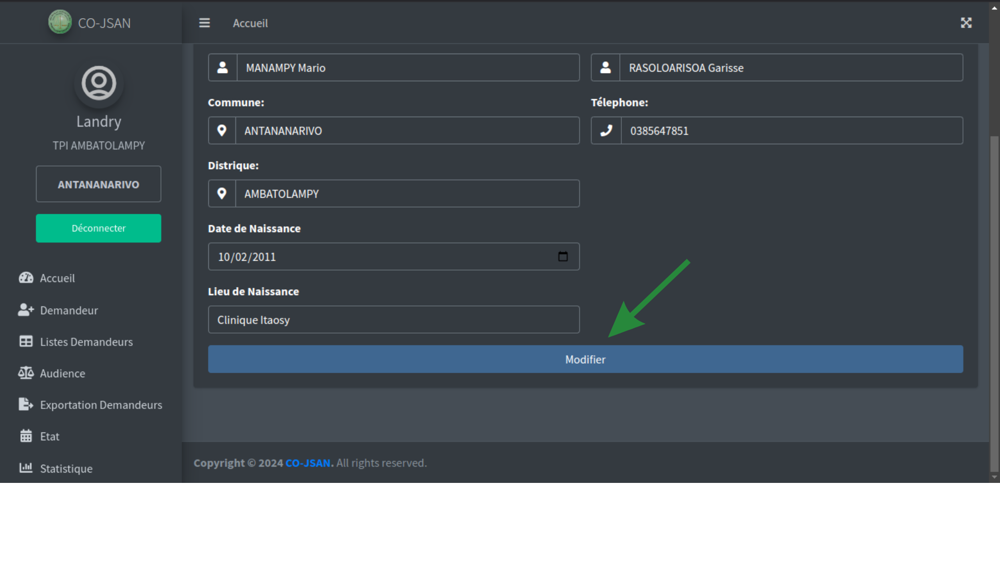 CO-JSAN
Accueil
Landry
TPI AMBATOLAMPY
ANTANANARIVO
Déconnecter
Accueil
Demandeur
Listes Demandeurs
Audience
Exportation Demandeurs
Etat
Statistique
MANAMPY Mario
RASOLOARISOA Garisse
Commune:
Télephone:
ANTANANARIVO
0385647851
Distrique:
AMBATOLAMPY
Date de Naissance
10/02/2011
Lieu de Naissance
Clinique Itaosy
Modifier
Copyright © 2024 CO-JSAN. All rights reserved.